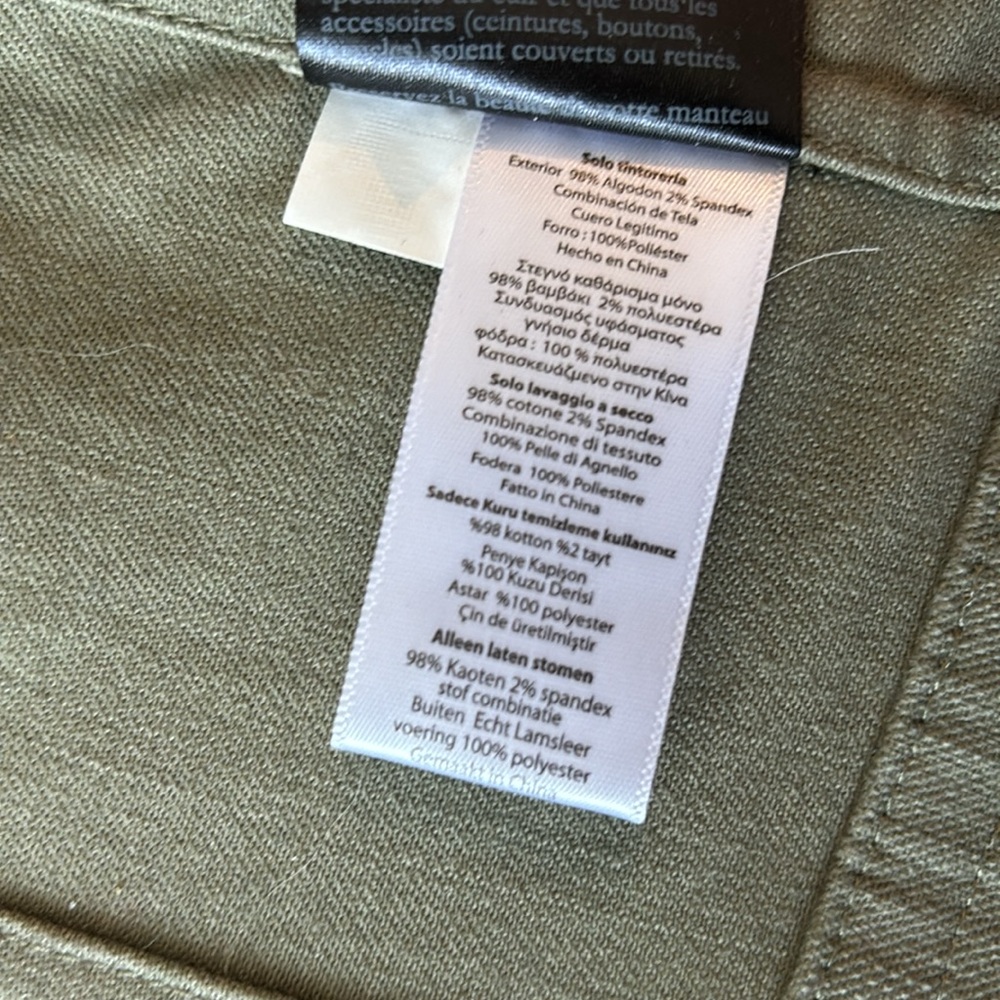 accessoires (ceintures, boutons,
soient couverts ou retirés.
Preservez la beauté de votre manteau
Solo tintorería
Exterior 98% Algodon 2% Spandex
Combinación de Tela
Cuero Legítimo
Forro : 100%Poliéster
Hecho en China
Στεγνό καθάρισμα μόνο
98% βαμβάκι 2% πολυεστέρα
Συνδυασμός υφάσματος
γνήσιο δέρμα
φόδρα : 100 % πολυεστέρα
Κατασκευάζμενο στην Κίνα
Solo lavaggio a secco
98% cotone 2% Spandex
Combinazione di tessuto
100% Pelle di Agnello
Fodera 100% Poliestere
Fatto in China
Sadece Kuru temizleme kullanınız
%98 kotton %2 tayt
Penye Kapişon
%100 Kuzu Derisi
Astar %100 polyester
Çin de üretilmiştir
Alleen laten stomen
98% Kaoten 2% spandex
stof combinatie
Buiten Echt Lamsleer
voering 100% polyester
Gemaakt in China